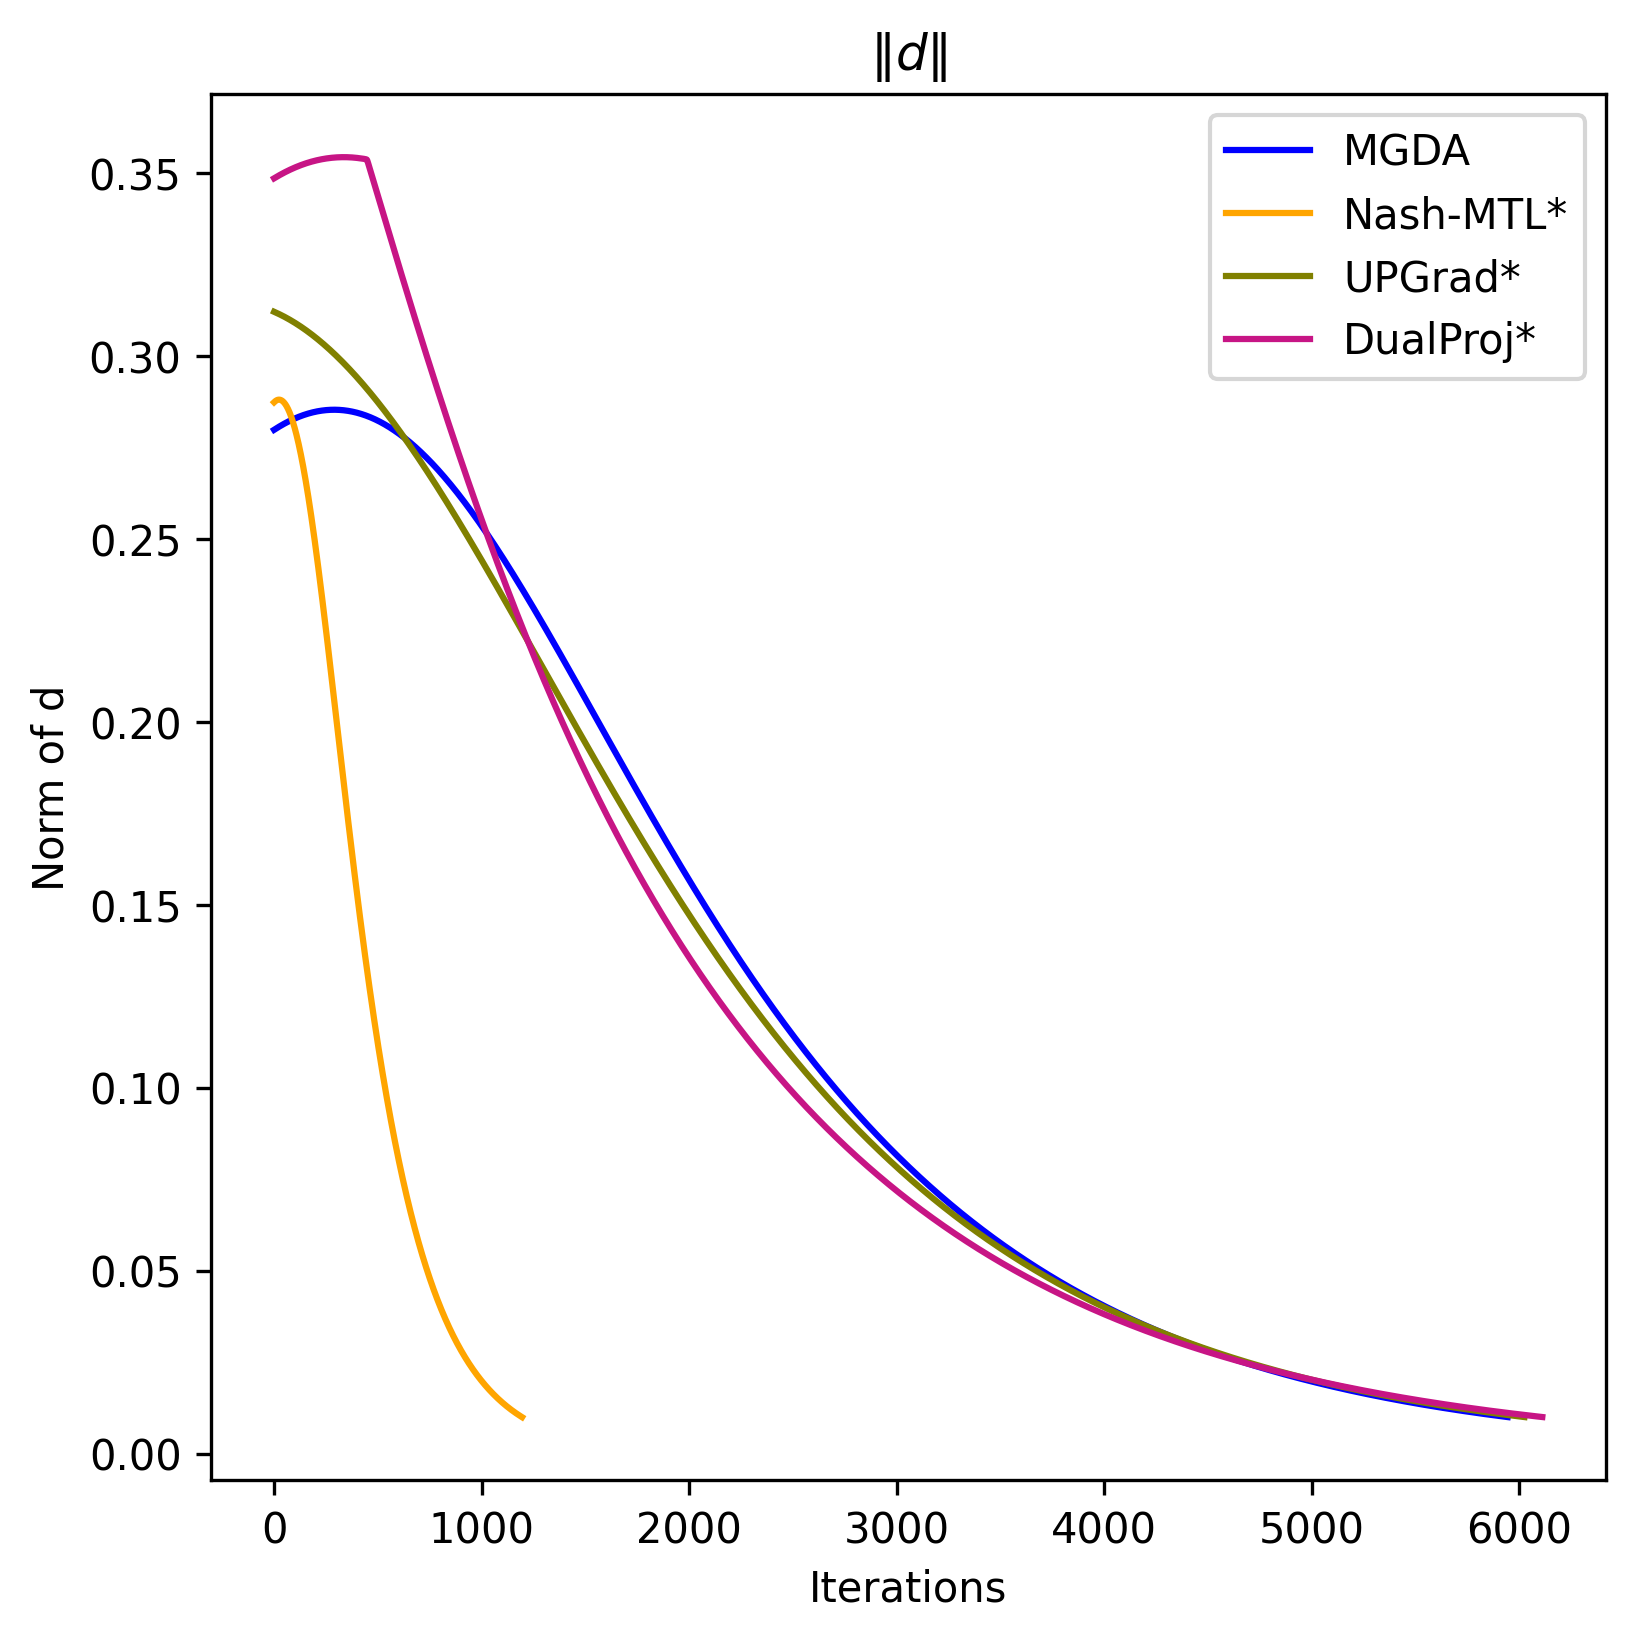 ‖d‖
Norm of d
0.35
0.30
0.25
0.20
0.15
0.10
0.05
0.00
MGDA
Nash-MTL*
UPGrad*
DualProj*
0 1000 2000 3000 4000 5000 6000
Iterations